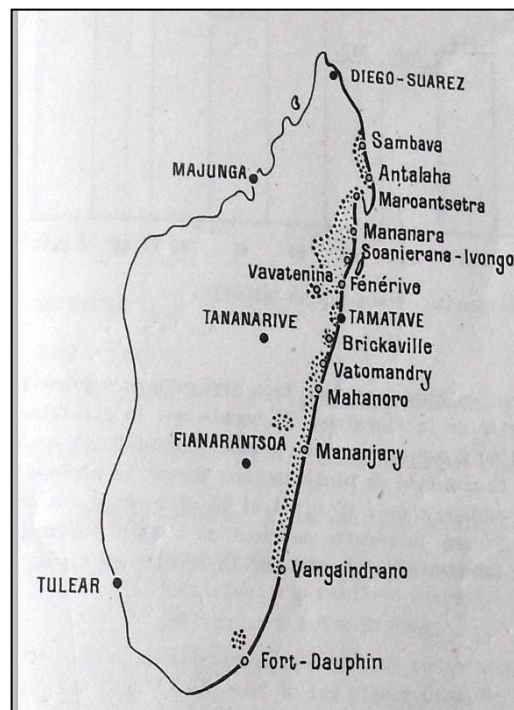 DIEGO-SUAREZ
Sambava
Antalaha
MAJUNGA
Maroantsetra
Mananara
Soanierana-Ivongo
Vavatenina
Fénérive
TANANARIVE
TAMATAVE
Brickaville
Vatomandry
Mahanoro
FIANARANTSOA
Mananjary
Vangaindrano
TULEAR
Fort-Dauphin